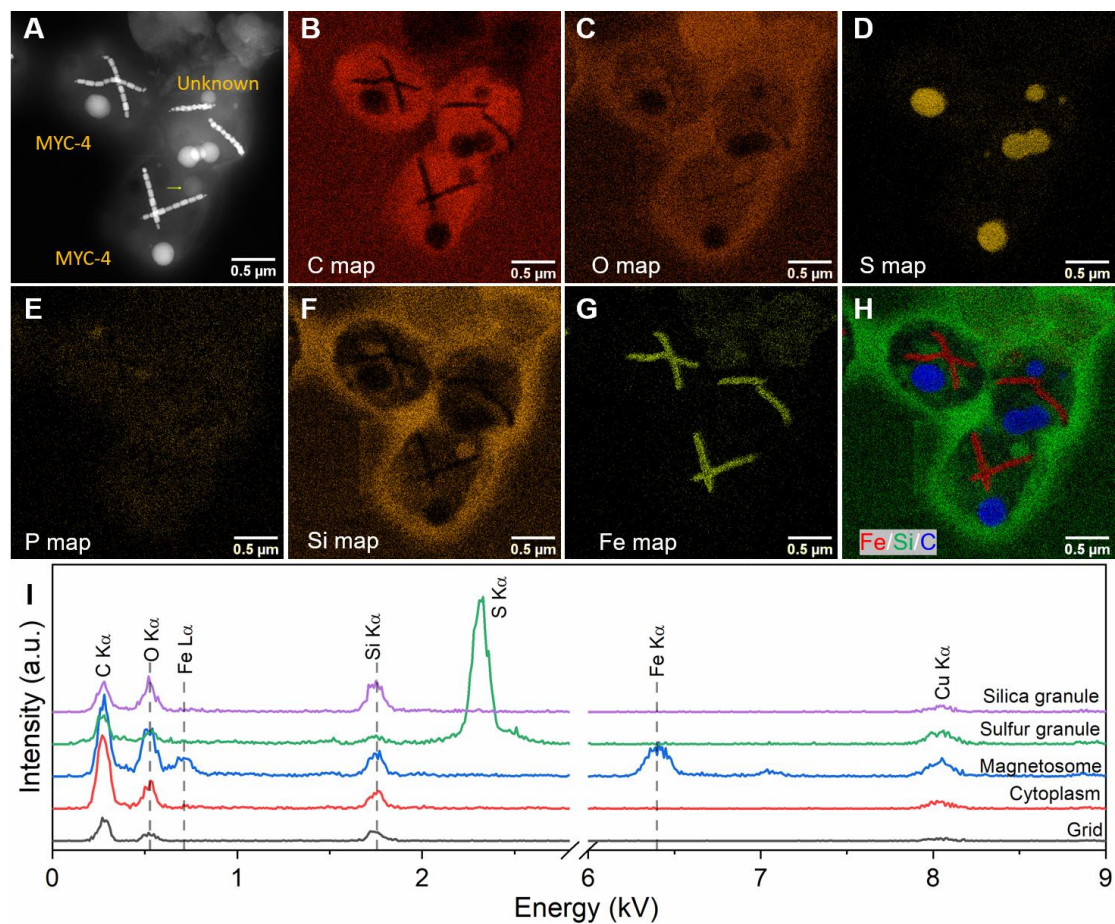 A
Unknown
MYC-4
MYC-4
0.5 µm
B
C map
0.5 µm
C
O map
0.5 µm
D
S map
0.5 µm
E
P map
0.5 µm
F
Si map
0.5 µm
G
Fe map
0.5 µm
H
Fe/Si/C
0.5 µm
I
Intensity (a.u.)
C Kα
O Kα
Fe Lα
Si Kα
S Kα
Fe Kα
Cu Kα
Silica granule
Sulfur granule
Magnetosome
Cytoplasm
Grid
0 1 2 6 7 8 9
Energy (kV)